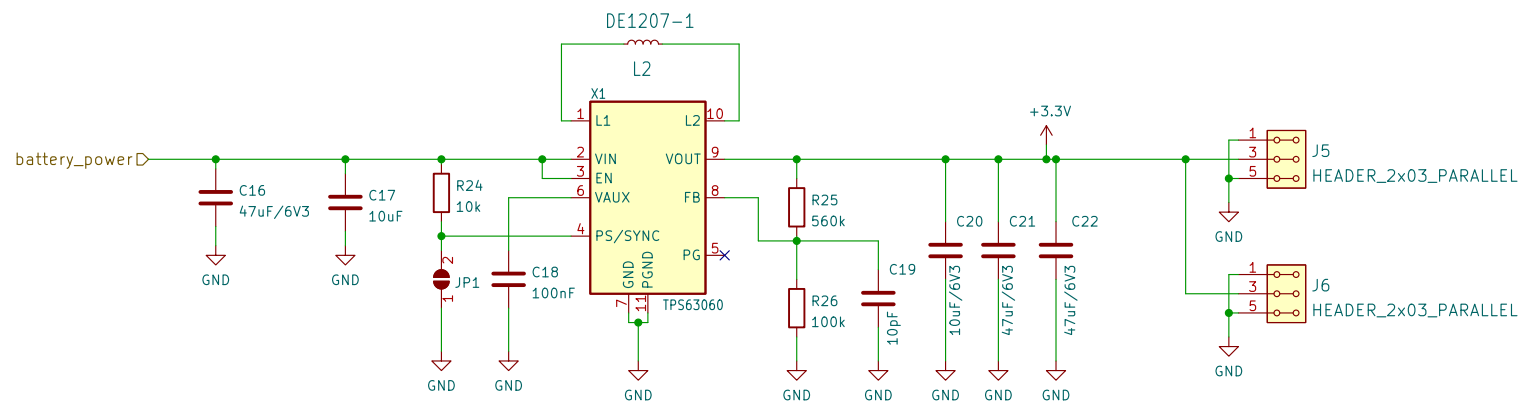 DE1207-1
L2
X1
1
L1
L2
10
battery_power
2
VIN
VOUT
9
3
EN
6
VAUX
FB
8
4
PS/SYNC
PG
5
GND
PGND
7
11
TPS63060
C16
47uF/6V3
GND
C17
10uF
GND
R24
10k
2
JP1
1
GND
C18
100nF
GND
GND
R25
560k
R26
100k
GND
C19
10pF
GND
C20
10uF/6V3
GND
C21
47uF/6V3
GND
C22
47uF/6V3
GND
+3.3V
1
3
5
J5
HEADER_2x03_PARALLEL
GND
1
3
5
J6
HEADER_2x03_PARALLEL
GND